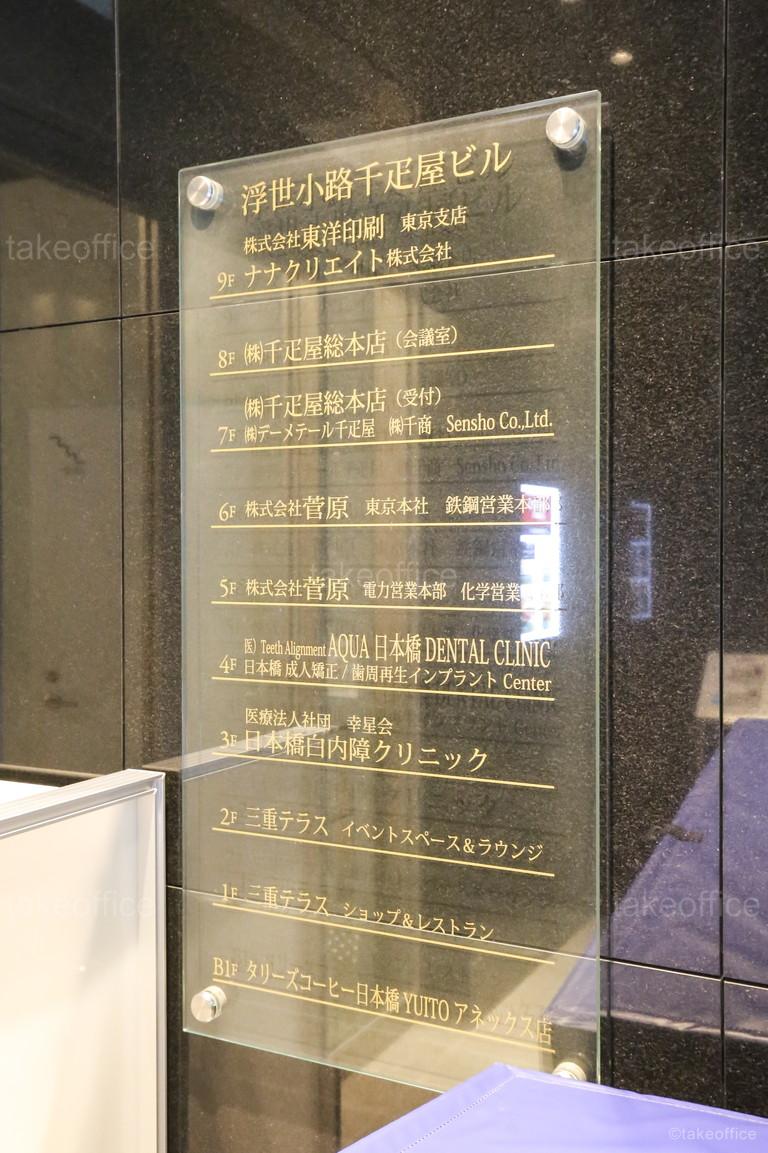 浮世小路千疋屋ビル
株式会社東洋印刷 東京支店
9F ナナクリエイト株式会社
8F ㈱千疋屋総本店（会議室）
㈱千疋屋総本店（受付）
7F ㈱デーメテール千疋屋 ㈱千商 Sensho Co.,Ltd.
6F 株式会社菅原 東京本社 鉄鋼営業本部
5F 株式会社菅原 電力営業本部 化学営業
医）Teeth Alignment AQUA 日本橋 DENTAL CLINIC
4F 日本橋 成人矯正 / 歯周再生インプラント Center
医療法人社団 幸星会
3F 日本橋白内障クリニック
2F 三重テラス イベントスペース&ラウンジ
1F 三重テラス ショップ&レストラン
B1F タリーズコーヒー日本橋 YUITO アネックス店
takeoffice
takeoffice
takeoffice
takeoffice
takeoffice
©takeoffice